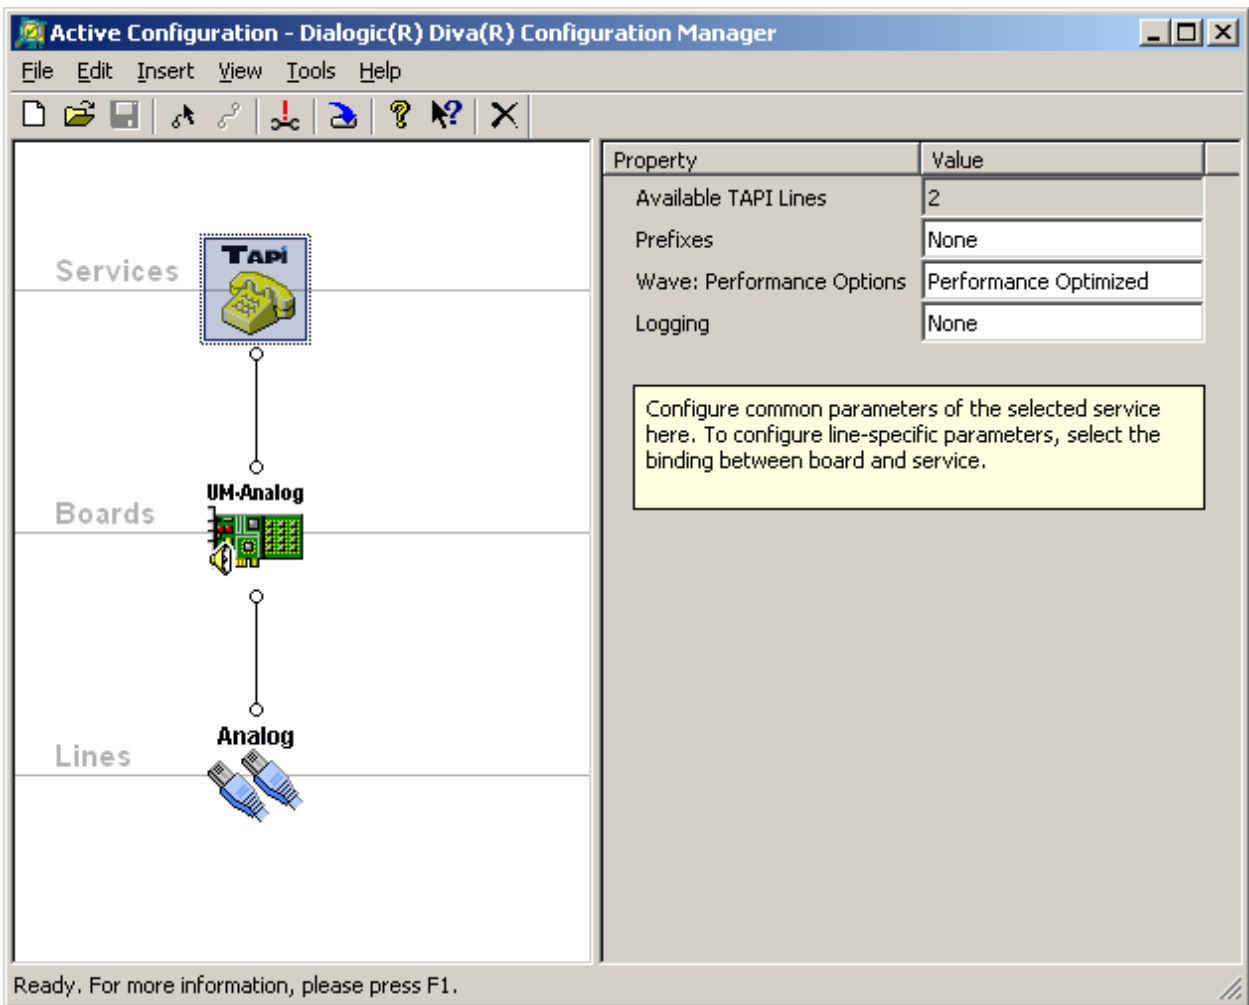 Active Configuration - Dialogic(R) Diva(R) Configuration Manager
File Edit Insert View Tools Help
Property Value
Available TAPI Lines 2
Prefixes None
Wave: Performance Options Performance Optimized
Logging None
Configure common parameters of the selected service
here. To configure line-specific parameters, select the
binding between board and service.
Services
TAPI
UM-Analog
Boards
Analog
Lines
Ready. For more information, please press F1.